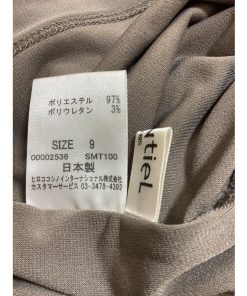 ポリエステル 97%
ポリウレタン 3%
SIZE 9
00002536 SMT100
日本製
ヒロココシノインターナショナル株式会社
カスタマーサービス 03-3478-4392
ntieL